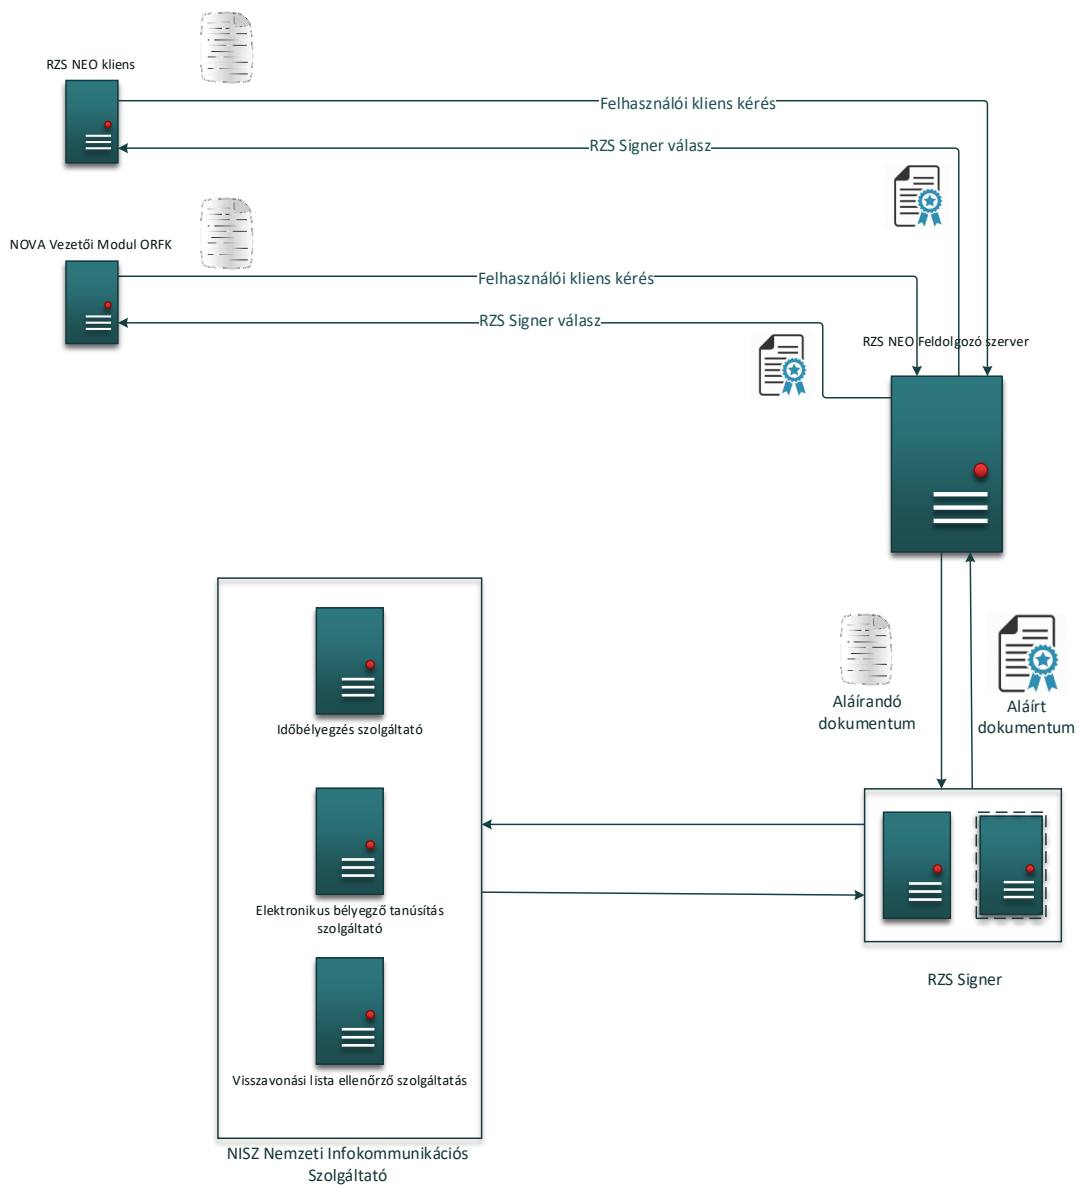 RZS NEO kliens
Felhasználói kliens kérés
RZS Signer válasz
NOVA Vezetői Modul ORFK
Felhasználói kliens kérés
RZS Signer válasz
RZS NEO Feldolgozó szerver
Aláírandó
dokumentum
Aláírt
dokumentum
Időbélyegzés szolgáltató
Elektronikus bélyegző tanúsítás
szolgáltató
RZS Signer
Visszavonási lista ellenőrző szolgáltatás
NISZ Nemzeti Infokommunikációs
Szolgáltató